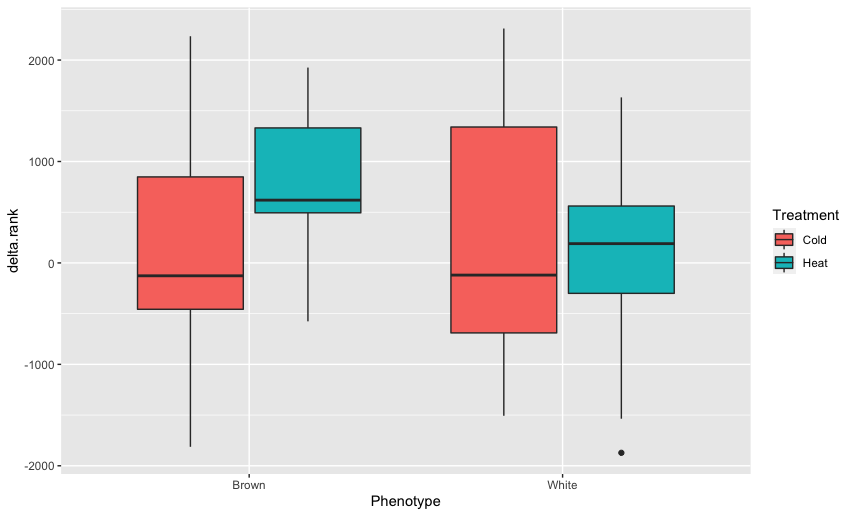 2000
1000
0
-1000
-2000
delta.rank
Brown
White
Phenotype
Treatment
Cold
Heat